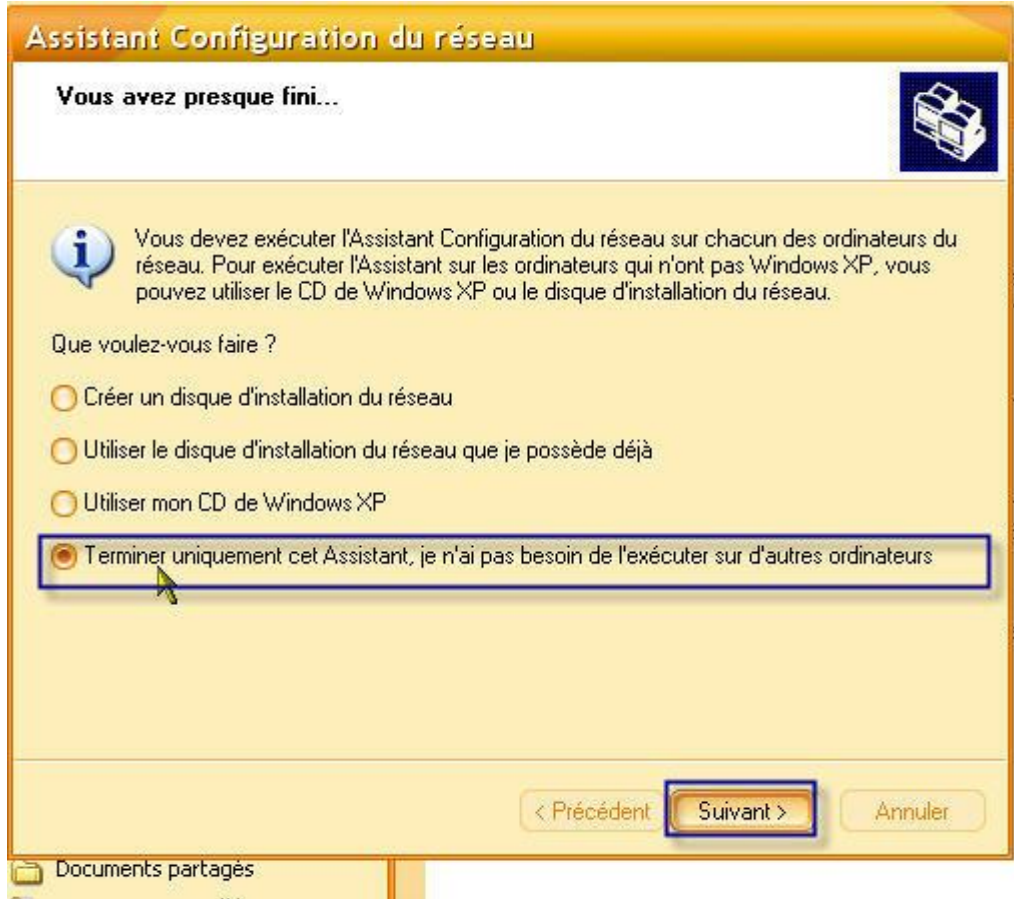 Assistant Configuration du réseau
Vous avez presque fini...
Vous devez exécuter l'Assistant Configuration du réseau sur chacun des ordinateurs du
réseau. Pour exécuter l'Assistant sur les ordinateurs qui n'ont pas Windows XP, vous
pouvez utiliser le CD de Windows XP ou le disque d'installation du réseau.
Que voulez-vous faire ?
Créer un disque d'installation du réseau
Utiliser le disque d'installation du réseau que je possède déjà
Utiliser mon CD de Windows XP
Terminer uniquement cet Assistant, je n'ai pas besoin de l'exécuter sur d'autres ordinateurs
< Précédent Suivant > Annuler
Documents partagés